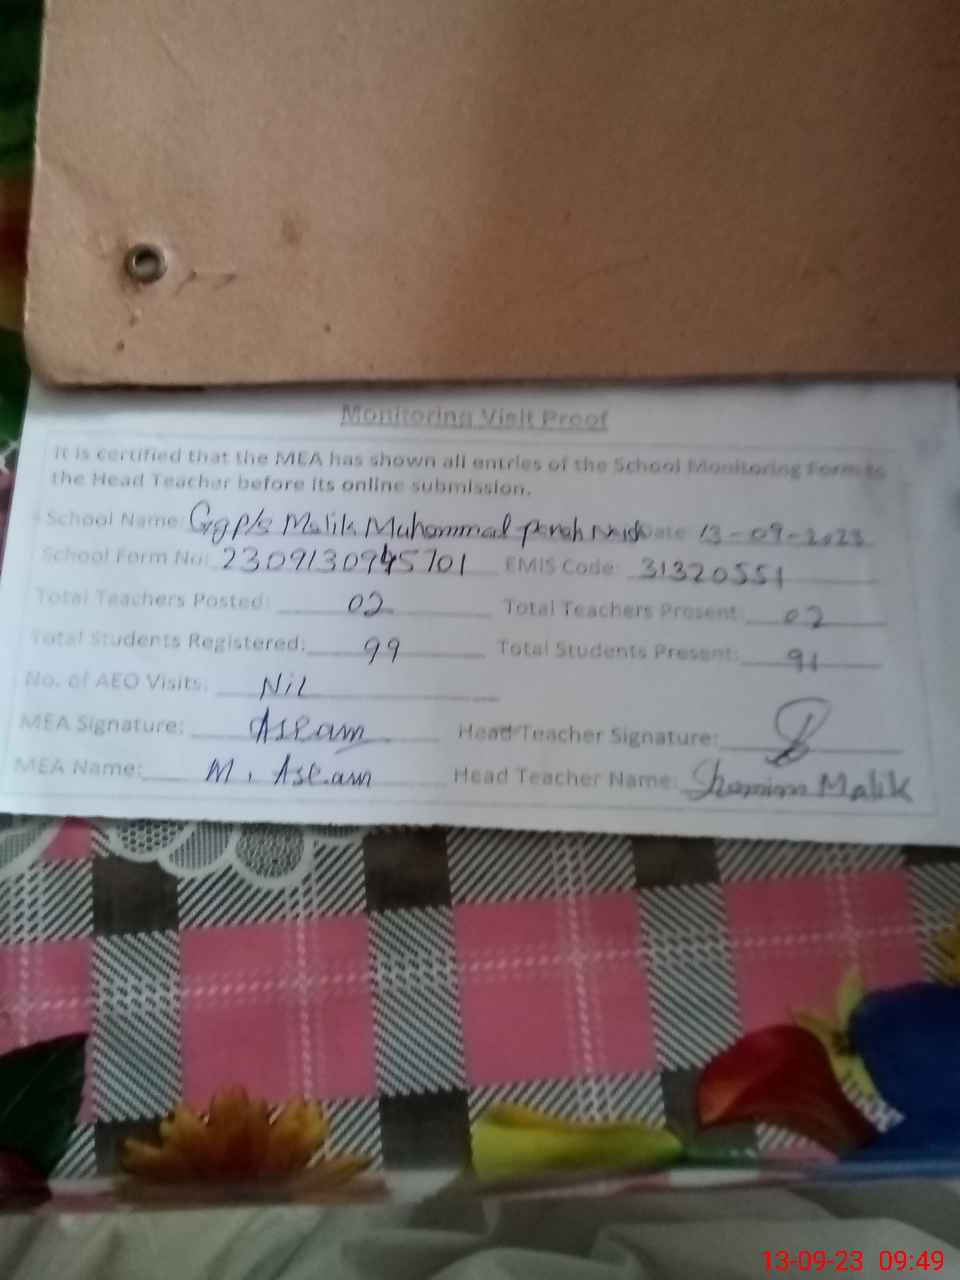 Monitoring Visit Proof
It is certified that the MEA has shown all entries of the School Monitoring Form to
the Head Teacher before its online submission.
School Name: Ggp/s Malik Muhammad Date 13-09-2023
School Form No: 2309130945701 EMIS Code: 31320551
Total Teachers Posted: 02 Total Teachers Present: 02
Total Students Registered: 99 Total Students Present: 91
No. of AEO Visits: Nil
MEA Signature: Aslam Head Teacher Signature:
MEA Name: M. Aslam Head Teacher Name: Shamim Malik
13-09-23 09:49